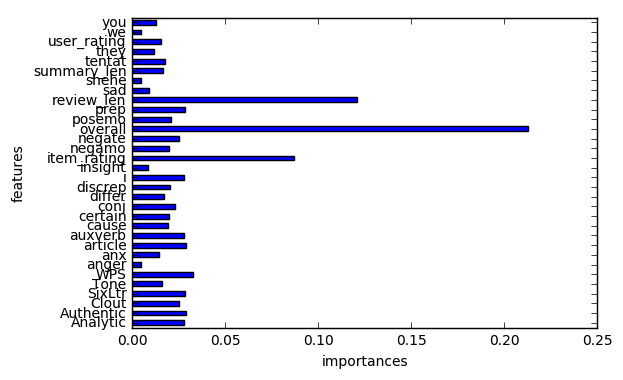 you
we
user_rating
they
tentat
summary_len
shehe
sad
review_len
prep
posemo
overall
negate
negamo
item_rating
insight
i
discrep
differ
conj
certain
cause
auxverb
article
anx
anger
WPS
Tone
SixLtr
Clout
Authentic
Analytic
features
0.00 0.05 0.10 0.15 0.20 0.25
importances